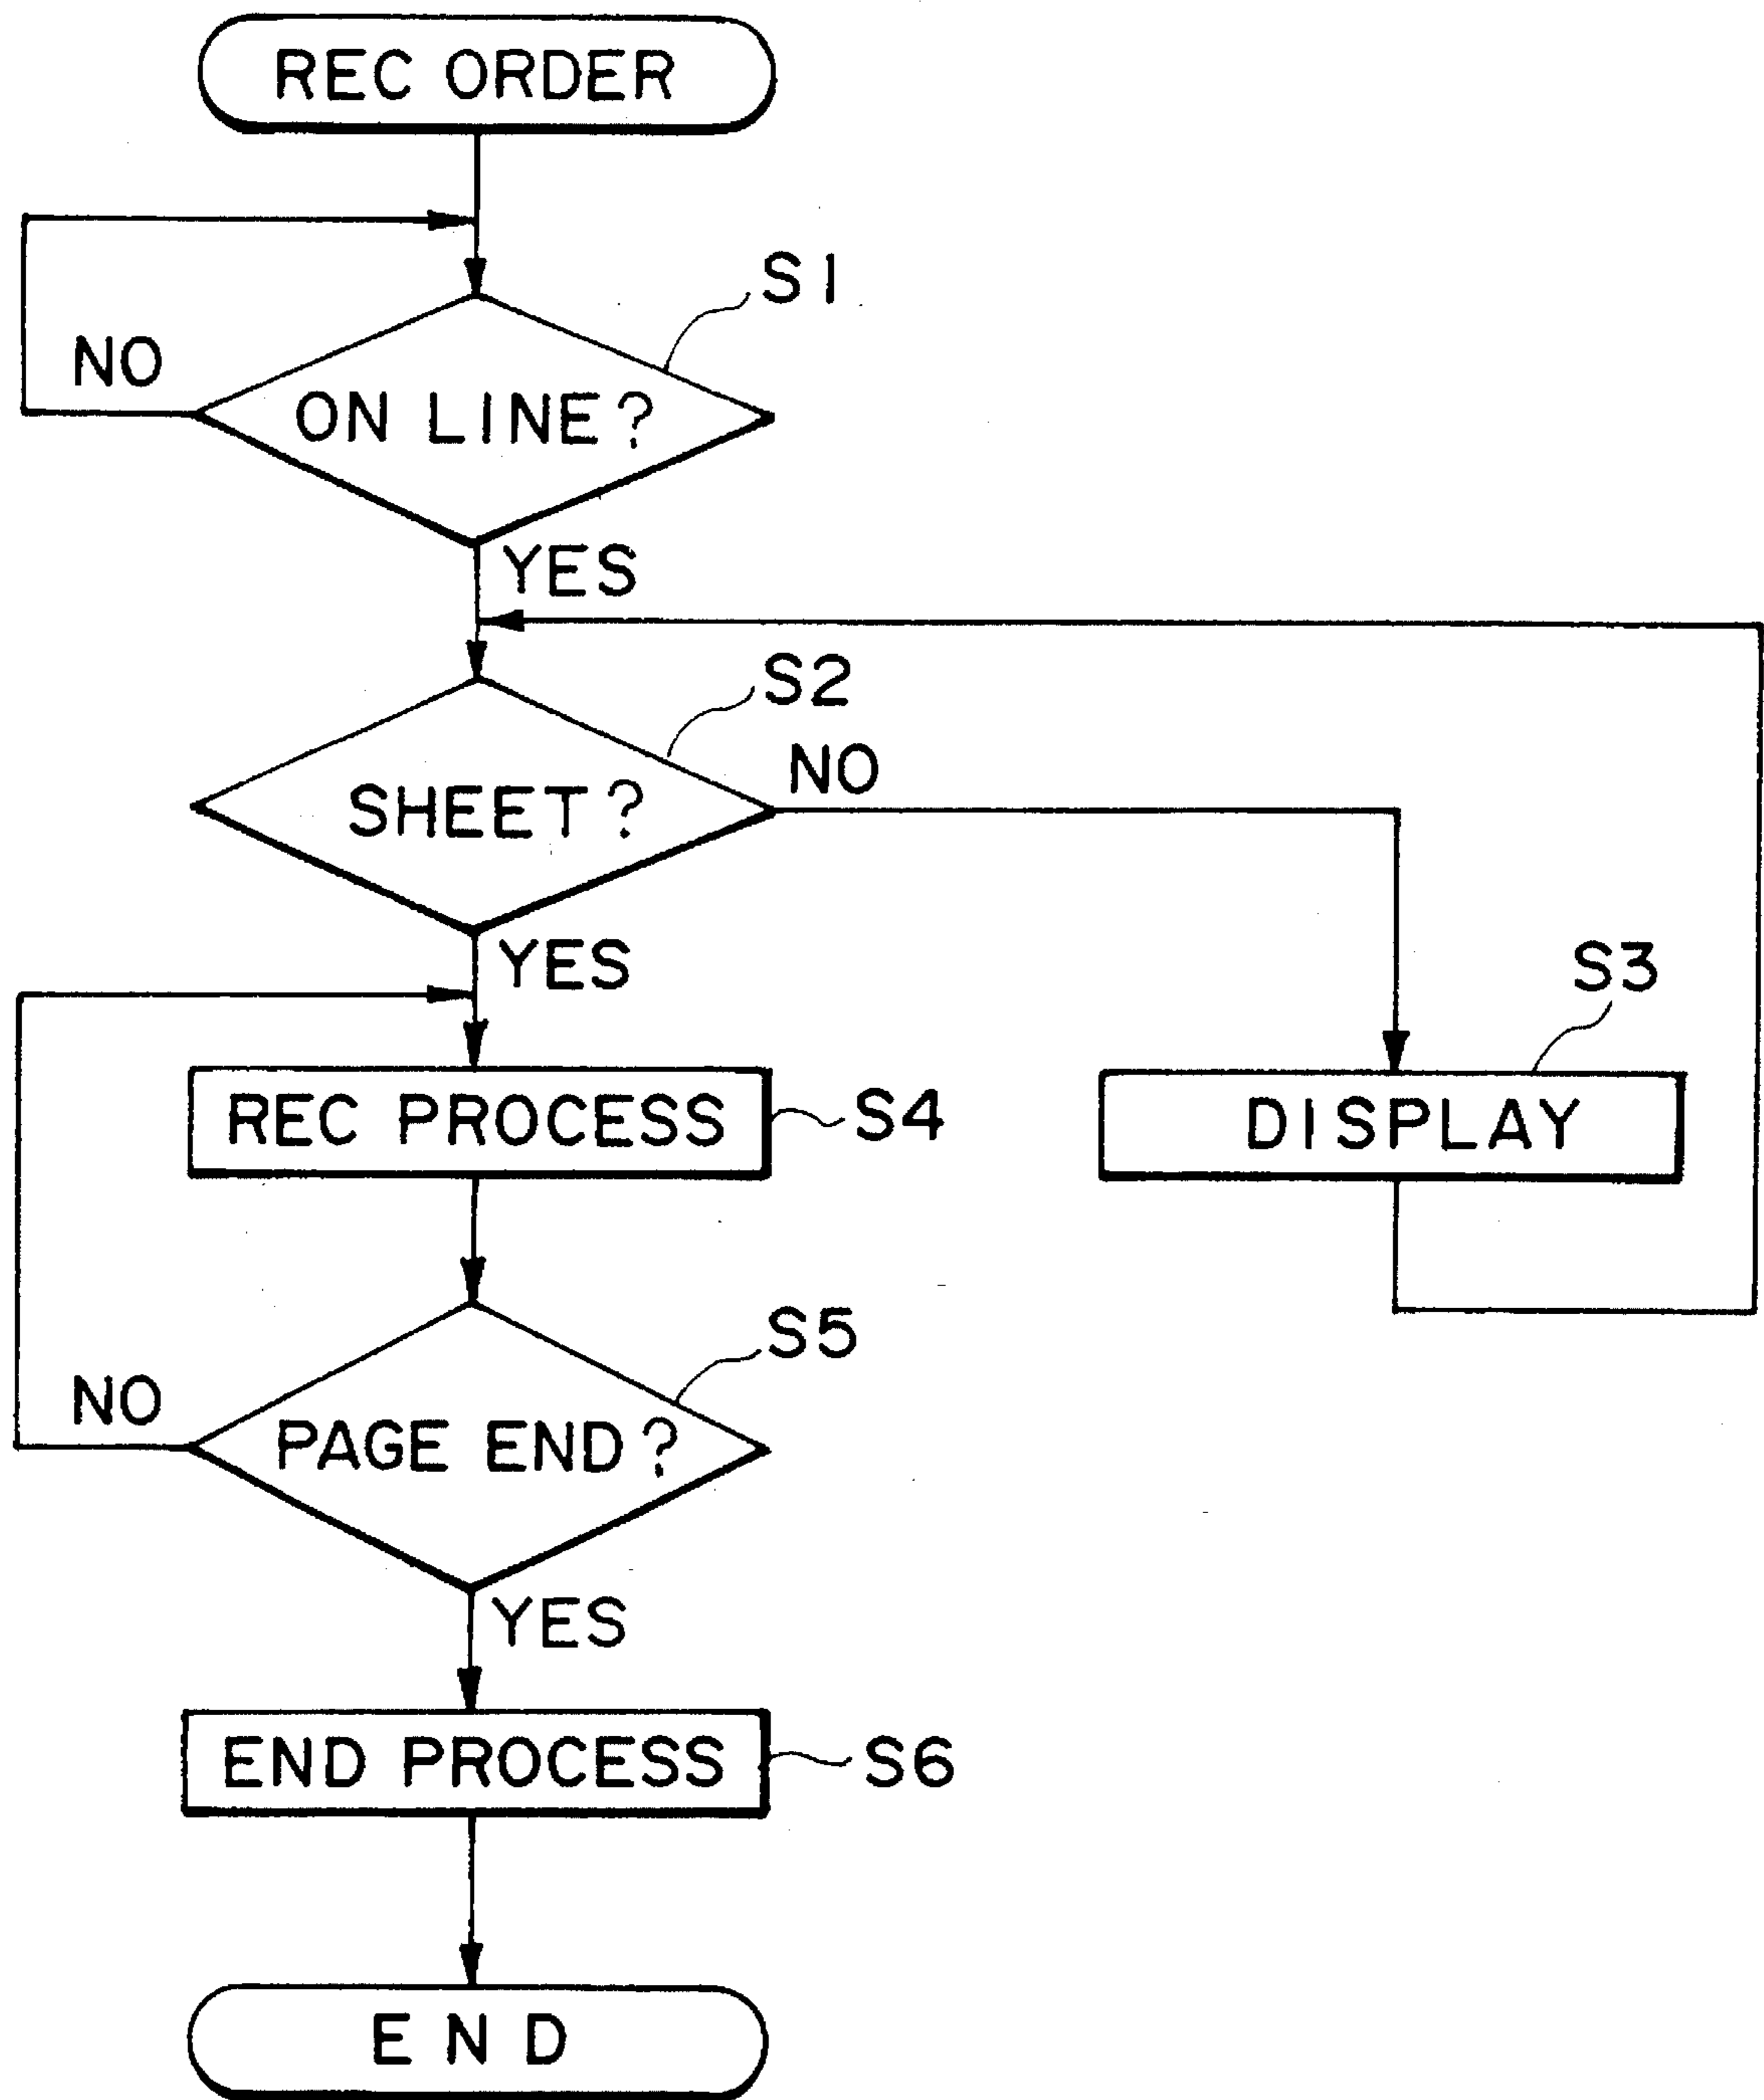 REC ORDER
S1
NO
ON LINE?
YES
S2
NO
SHEET?
YES
S3
REC PROCESS
S4
DISPLAY
S5
NO
PAGE END?
YES
END PROCESS
S6
END